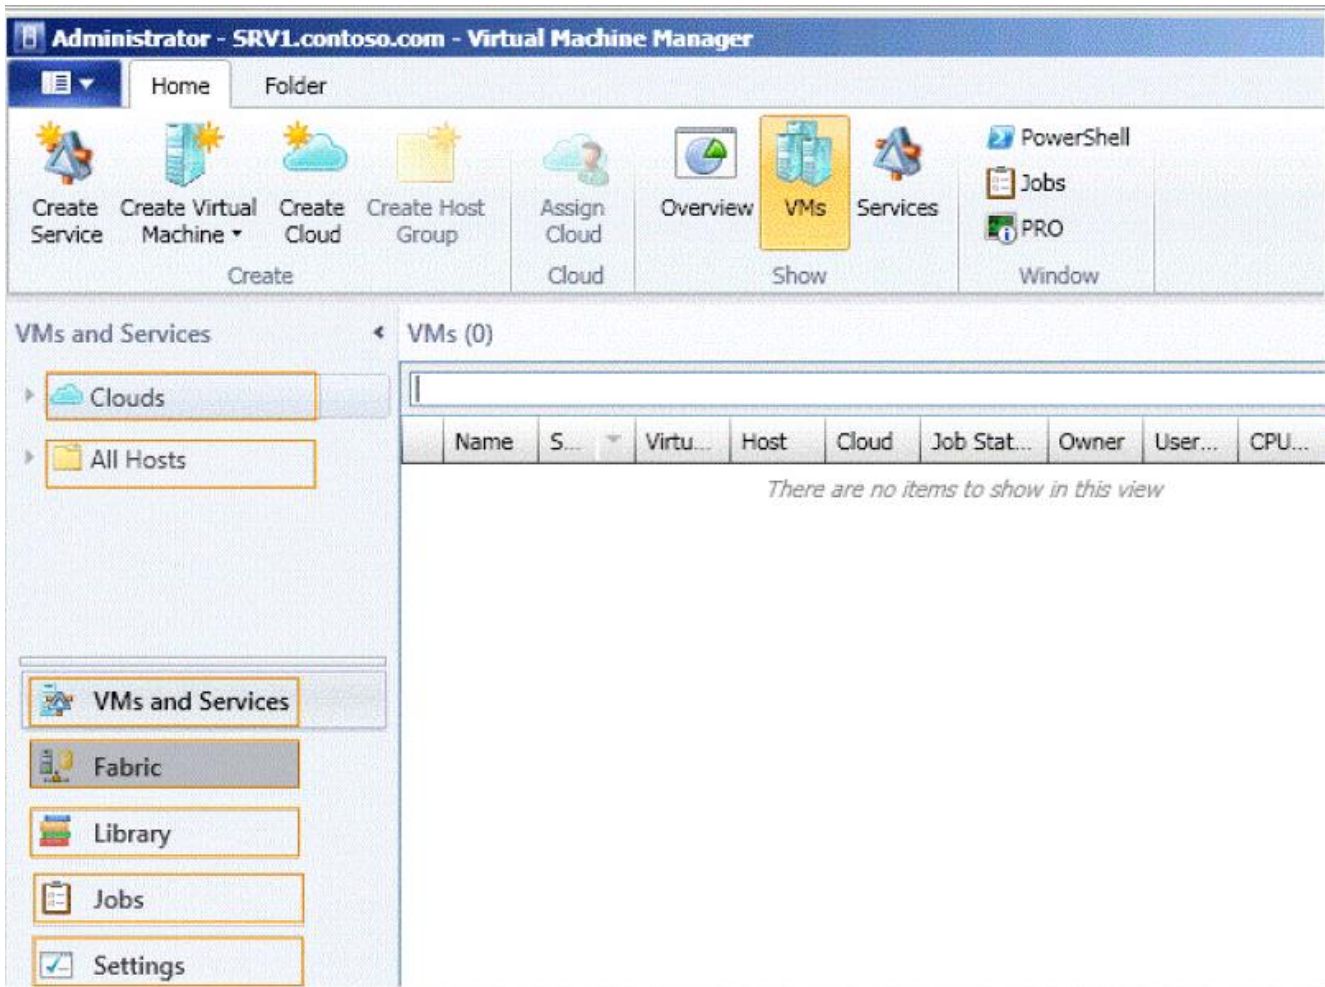 Administrator - SRV1.contoso.com - Virtual Machine Manager
Home Folder
Create Service
Create Virtual Machine
Create Cloud
Create Host Group
Assign Cloud
Overview
VMs
Services
PowerShell
Jobs
PRO
Create Cloud Show Window
VMs and Services
Clouds
All Hosts
VMs and Services
Fabric
Library
Jobs
Settings
VMs (0)
Name S... Virtu... Host Cloud Job Stat... Owner User... CPU...
There are no items to show in this view